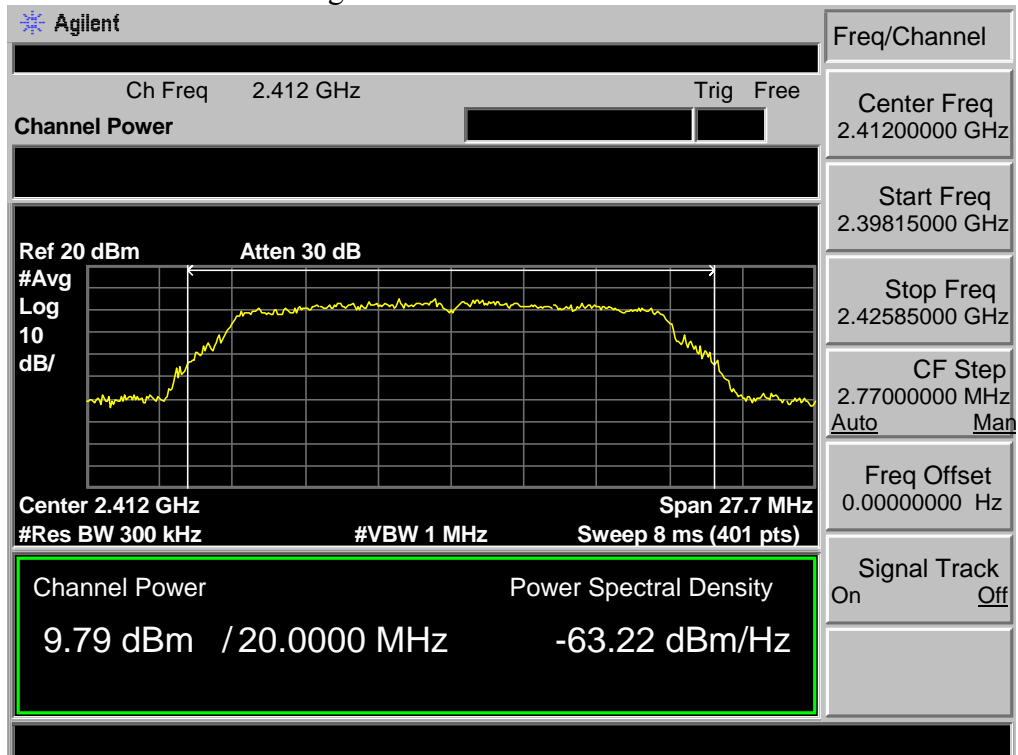 Agilent
Freq/Channel
Ch Freq 2.412 GHz Trig Free
Channel Power
Center Freq
2.41200000 GHz
Start Freq
2.39815000 GHz
Ref 20 dBm Atten 30 dB
#Avg
Log
10
dB/
Stop Freq
2.42585000 GHz
CF Step
2.77000000 MHz
Auto Man
Center 2.412 GHz Span 27.7 MHz
#Res BW 300 kHz #VBW 1 MHz Sweep 8 ms (401 pts)
Freq Offset
0.00000000 Hz
Channel Power Power Spectral Density
9.79 dBm / 20.0000 MHz -63.22 dBm/Hz
Signal Track
On Off